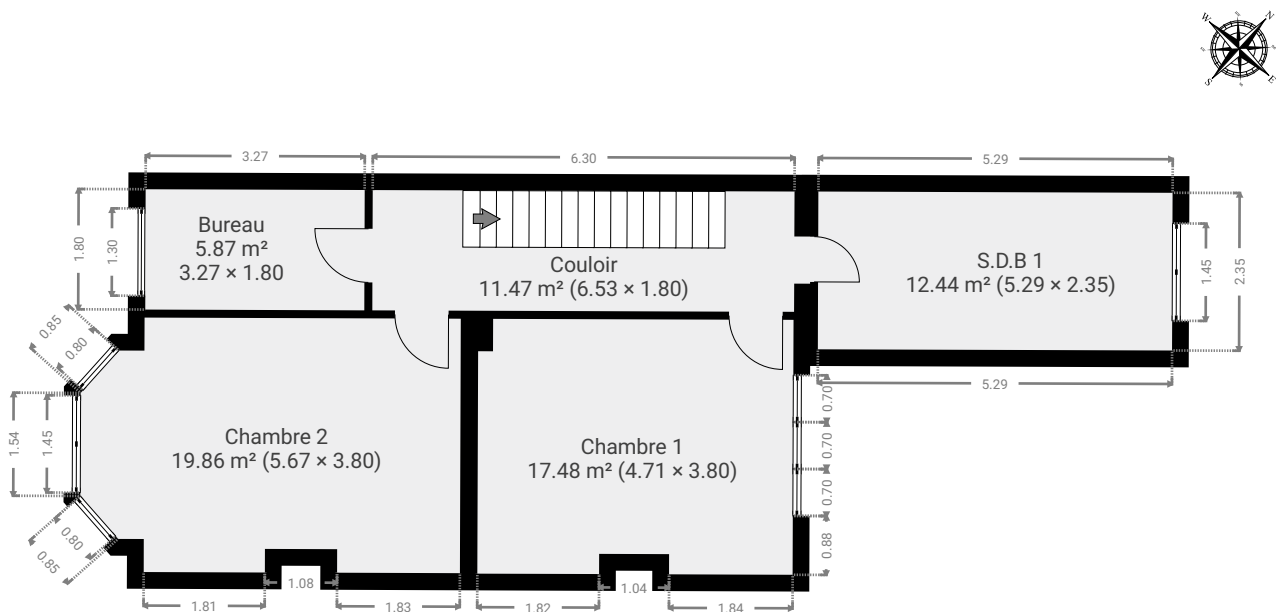 W N
S E
3.27
6.30
5.29
1.80
1.30
Bureau
5.87 m²
3.27 × 1.80
Couloir
11.47 m² (6.53 × 1.80)
S.D.B 1
12.44 m² (5.29 × 2.35)
1.45
2.35
0.85
0.80
5.29
1.54
1.45
Chambre 2
19.86 m² (5.67 × 3.80)
Chambre 1
17.48 m² (4.71 × 3.80)
0.70
0.70
0.70
0.88
0.80
0.85
1.81
1.08
1.83
1.82
1.04
1.84